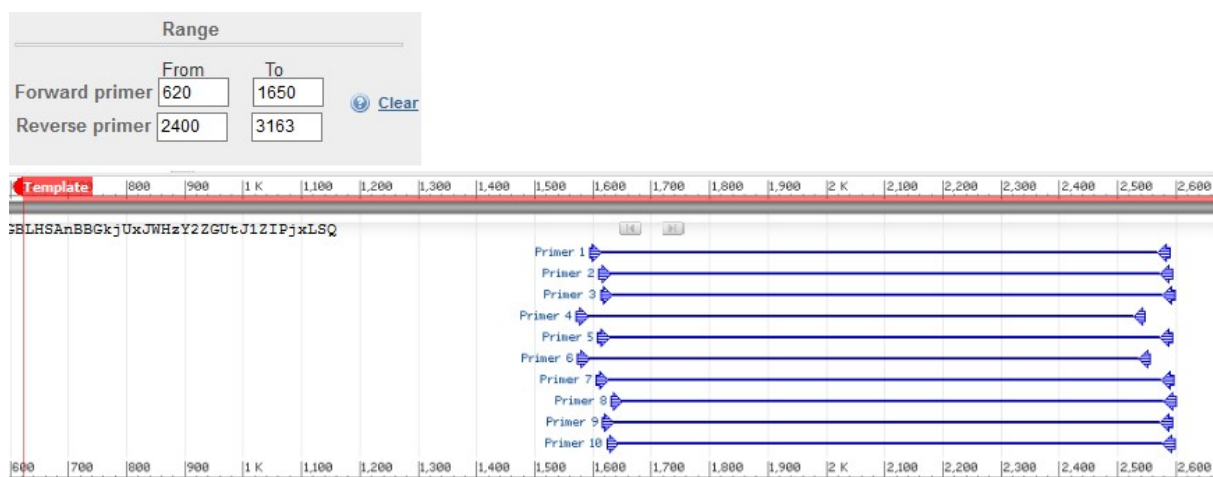 Range
From To
Forward primer 620 1650
Clear
Reverse primer 2400 3163
Template 800 900 1 K 1,100 1,200 1,300 1,400 1,500 1,600 1,700 1,800 1,900 2 K 2,100 2,200 2,300 2,400 2,500 2,600
GBLHSAnBBGkjUxJWHzY2ZGUtJ1ZIPjxLSQ
Primer 1
Primer 2
Primer 3
Primer 4
Primer 5
Primer 6
Primer 7
Primer 8
Primer 9
Primer 10
600 700 800 900 1 K 1,100 1,200 1,300 1,400 1,500 1,600 1,700 1,800 1,900 2 K 2,100 2,200 2,300 2,400 2,500 2,600